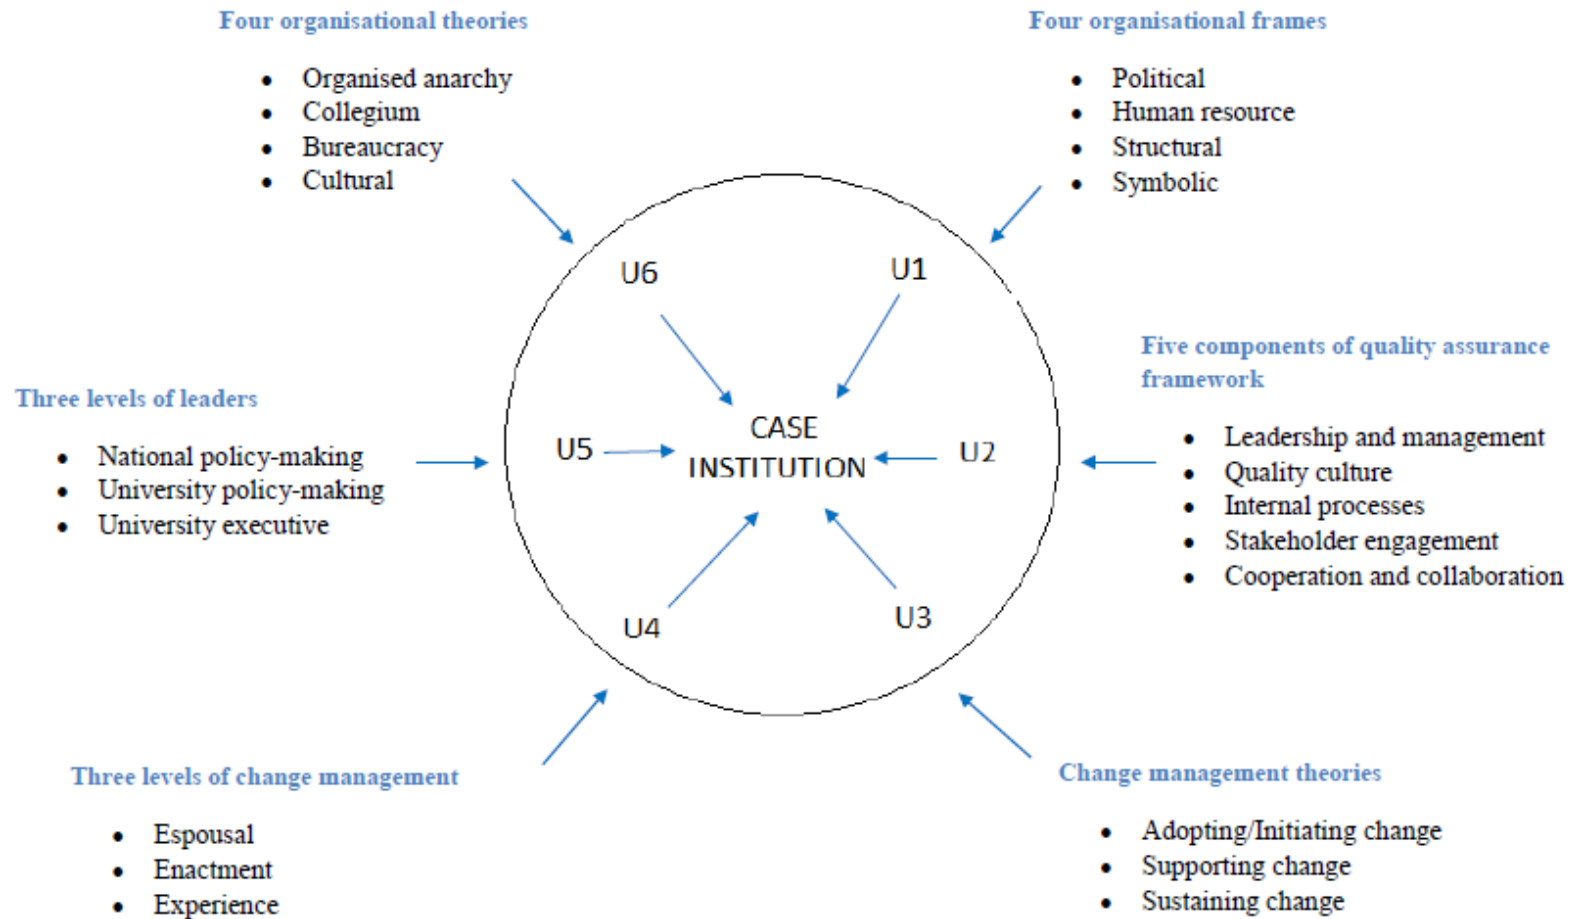 Four organisational theories
Organised anarchy
Collegium
Bureaucracy
Cultural
Four organisational frames
Political
Human resource
Structural
Symbolic
U6
U1
Five components of quality assurance
framework
Leadership and management
Quality culture
Internal processes
Stakeholder engagement
Cooperation and collaboration
Three levels of leaders
National policy-making
University policy-making
University executive
U5
CASE
INSTITUTION
U2
U4
U3
Three levels of change management
Espousal
Enactment
Experience
Change management theories
Adopting/Initiating change
Supporting change
Sustaining change